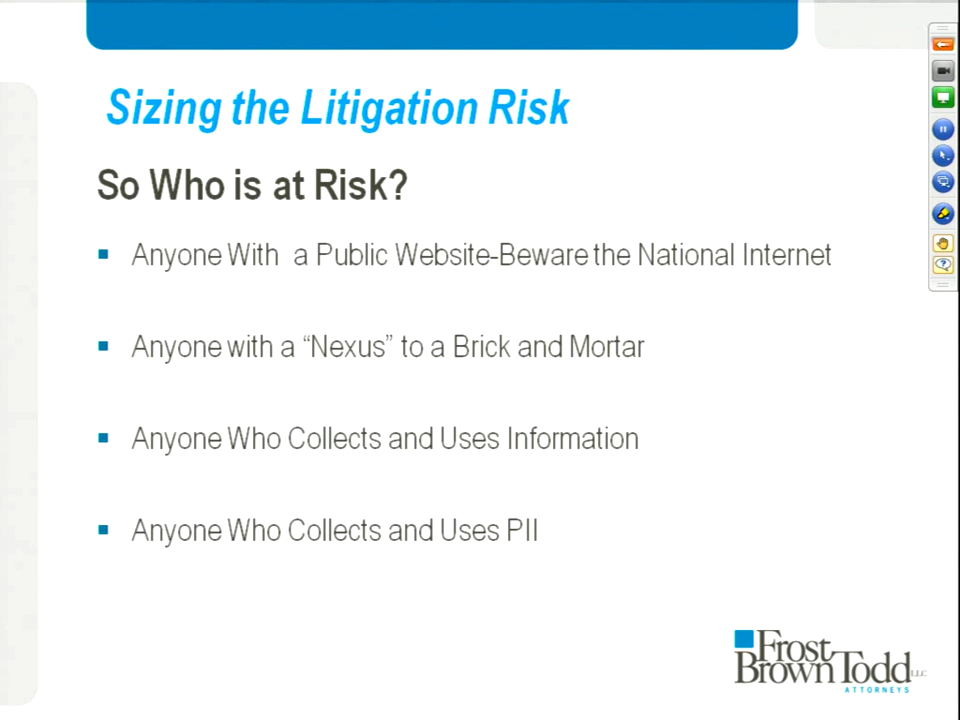 Sizing the Litigation Risk
So Who is at Risk?
Anyone With a Public Website-Beware the National Internet
Anyone with a “Nexus” to a Brick and Mortar
Anyone Who Collects and Uses Information
Anyone Who Collects and Uses PII
Frost
Brown Todd LLC
ATTORNEYS